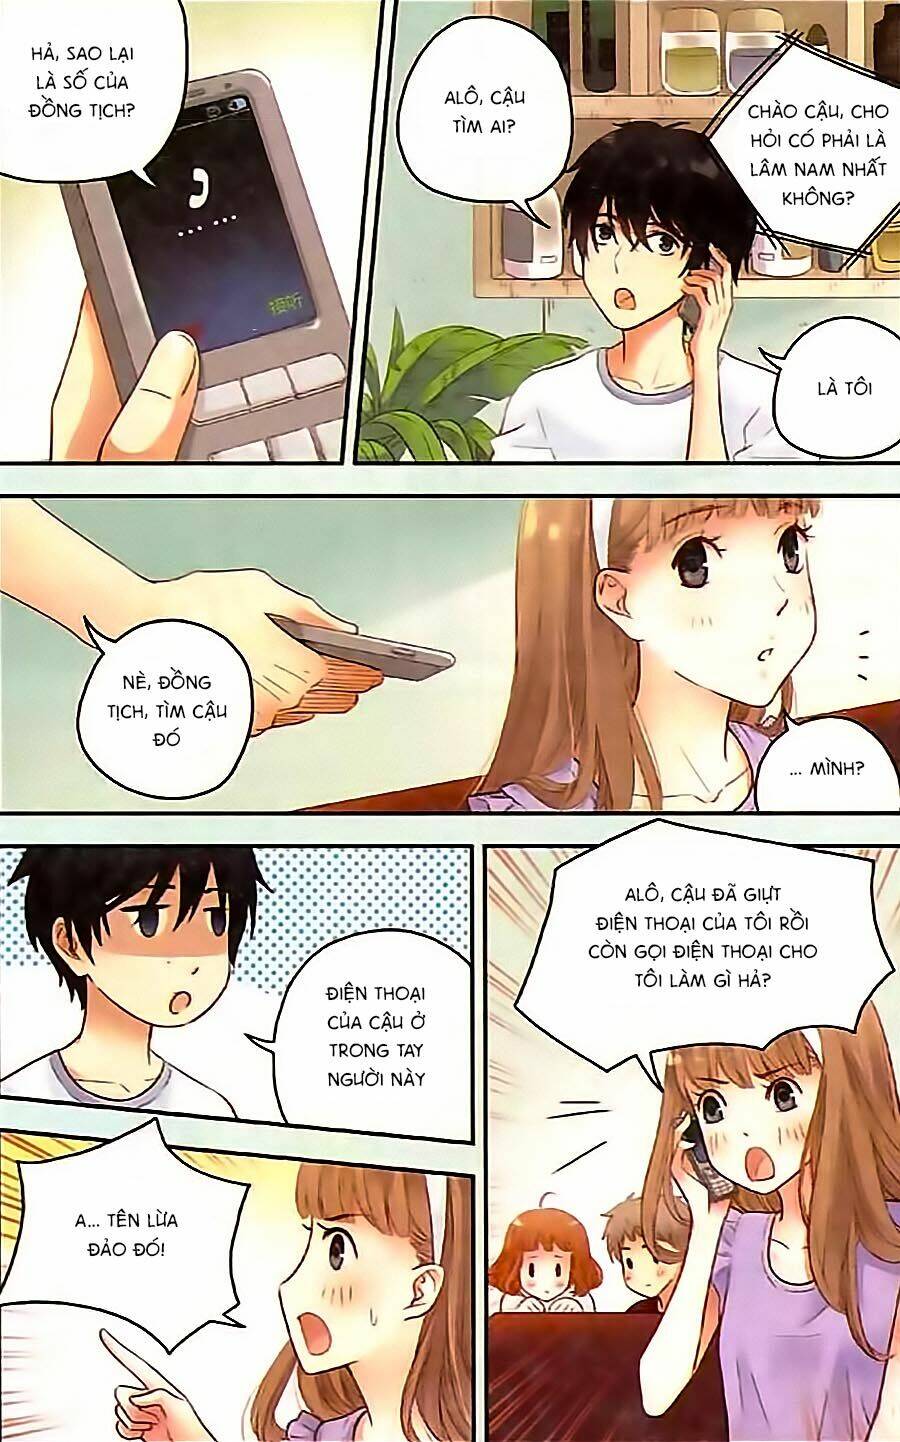 HẢ, SAO LẠI
LÀ SỐ CỦA
ĐỒNG TỊCH?
ALÔ, CẬU
TÌM AI?
CHÀO CẬU, CHO
HỎI CÓ PHẢI LÀ
LÂM NAM NHẤT
KHÔNG?
接听
LÀ TÔI
NÈ, ĐỒNG
TỊCH, TÌM CẬU
ĐÓ
... MÌNH?
ĐIỆN THOẠI
CỦA CẬU Ở
TRONG TAY
NGƯỜI NÀY
ALÔ, CẬU ĐÃ GIỰT
ĐIỆN THOẠI CỦA TÔI RỒI
CÒN GỌI ĐIỆN THOẠI CHO
TÔI LÀM GÌ HẢ?
A... TÊN LỪA
ĐẢO ĐÓ!